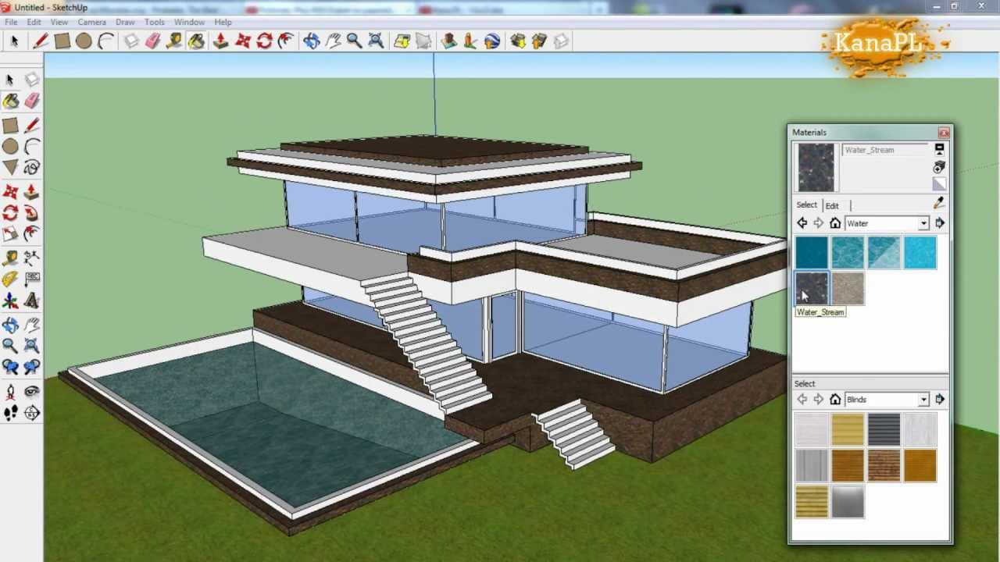 Untitled - SketchUp
File Edit View Camera Draw Tools Window Help
KanaPL
Materials
Water_Stream
Select Edit
Water
Water_Stream
Select
Blinds
ABC